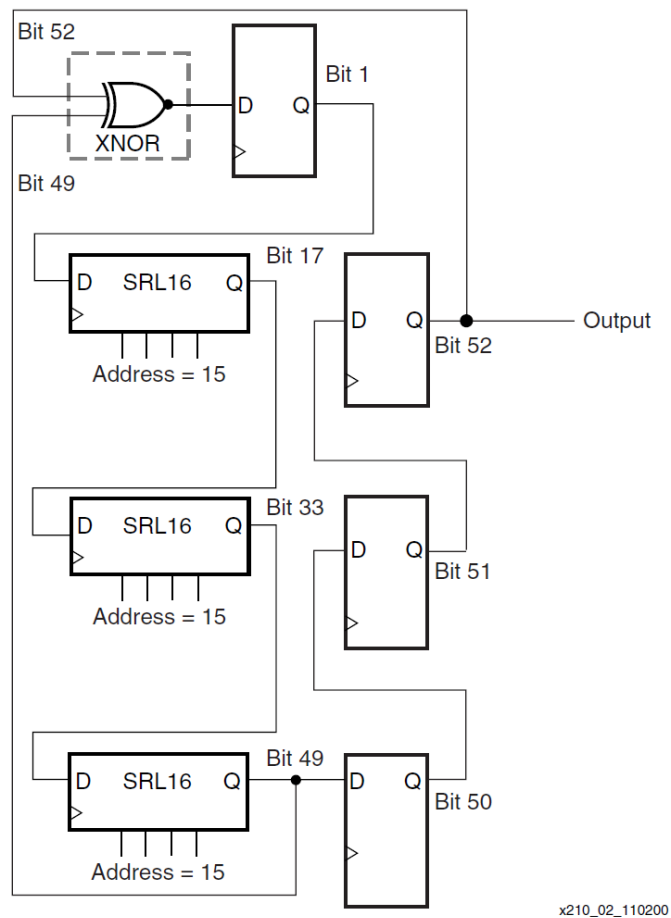 Bit 52
Bit 1
D Q
XNOR
Bit 49
Bit 17
D SRL16 Q
Address = 15
D Q
Output
Bit 52
Bit 33
D SRL16 Q
Address = 15
D Q
Bit 51
Bit 49
D SRL16 Q
Address = 15
D Q
Bit 50
x210_02_110200